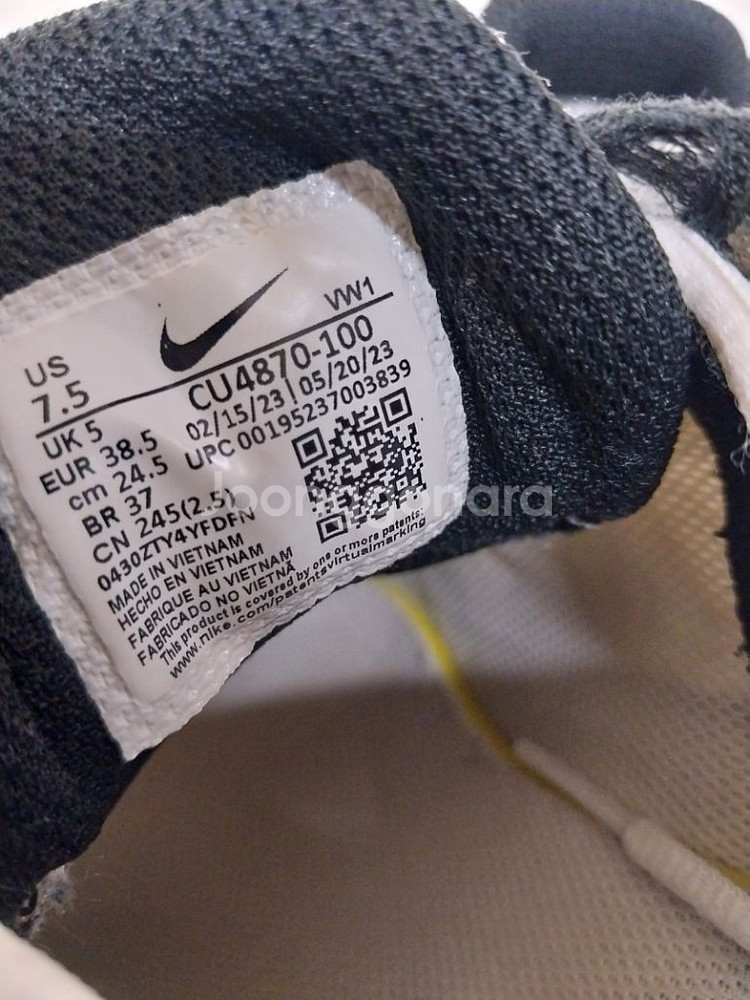 US
7.5
VW1
CU4870-100
02/15/23 | 05/20/23
UPC 00195237003839
UK 5
EUR 38.5
cm 24.5
BR 37
CN 245(2.5)
0430ZTY4YFDFN
MADE IN VIETNAM
HECHO EN VIETNAM
FABRIQUE AU VIETNAM
FABRICADO NO VIETNÃ
This product is covered by one or more patents:
www.nike.com/patentsvirtualmarking
Joonggonara